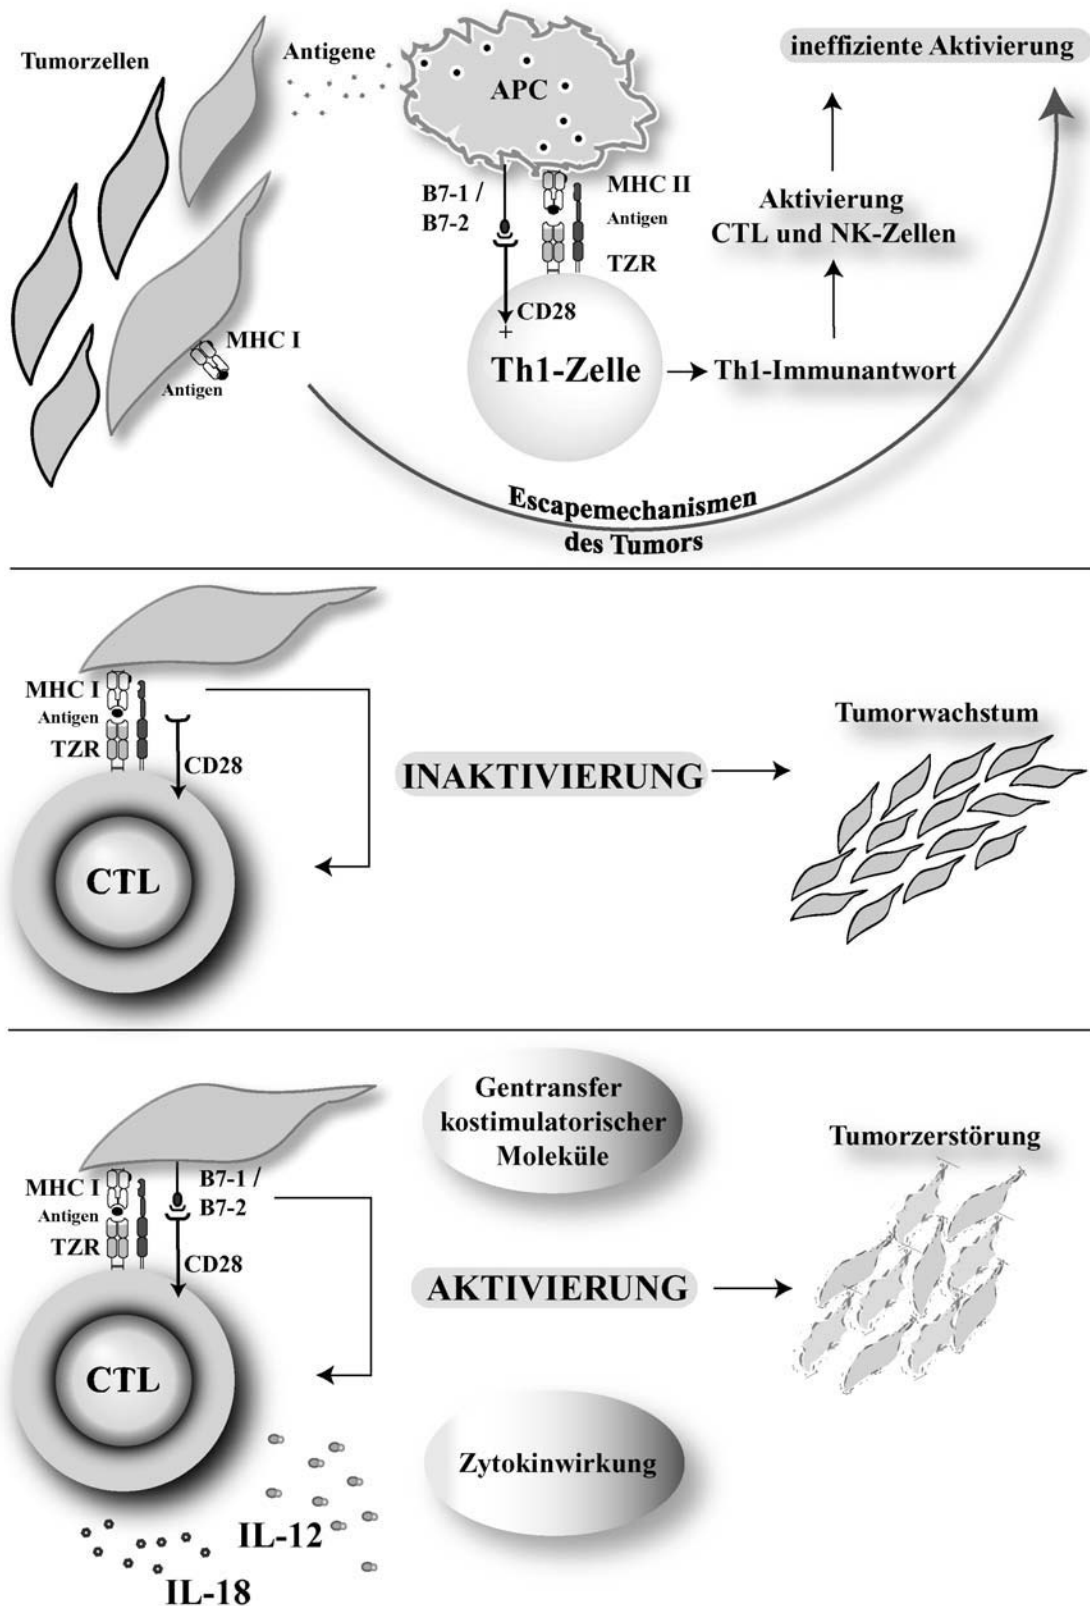 Tumorzellen
Antigene
APC
ineffiziente Aktivierung
B7-1 /
B7-2
MHC II
Antigen
TZR
Aktivierung
CTL und NK-Zellen
CD28
+
MHC I
Antigen
Th1-Zelle
Th1-Immunantwort
Escapemechanismen
des Tumors
MHC I
Antigen
TZR
CD28
CTL
INAKTIVIERUNG
Tumorwachstum
Gentransfer
kostimulatorischer
Moleküle
MHC I
Antigen
TZR
B7-1 /
B7-2
CD28
CTL
AKTIVIERUNG
Tumorzerstörung
Zytokinwirkung
IL-12
IL-18